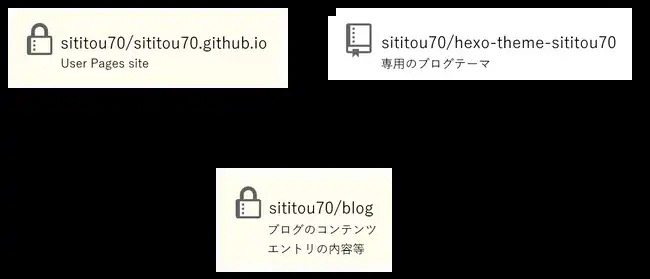 sititou70/sititou70.github.io
User Pages site
sititou70/hexo-theme-sititou70
専用のブログテーマ
sititou70/blog
ブログのコンテンツ
エントリの内容等